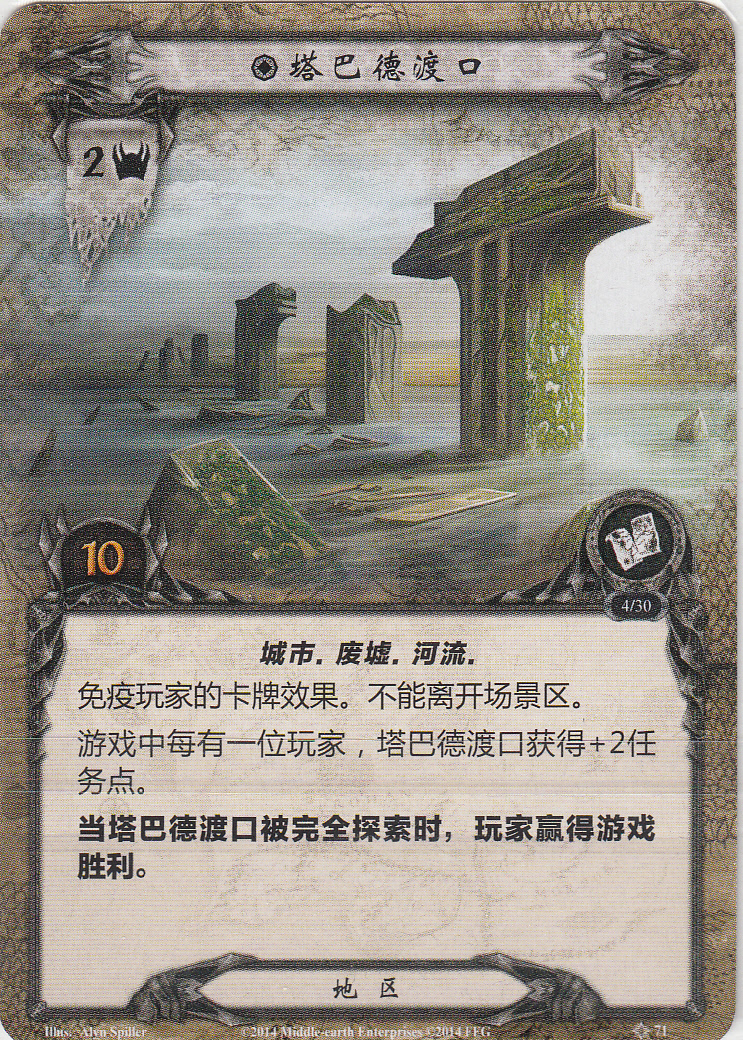 塔巴德渡口
2
10
4/30
城市. 废墟. 河流.
免疫玩家的卡牌效果。不能离开场景区。
游戏中每有一位玩家，塔巴德渡口获得+2任
务点。
当塔巴德渡口被完全探索时，玩家赢得游戏
胜利。
地区
Illus. Alyn Spiller ©2014 Middle-earth Enterprises ©2014 FFG 71